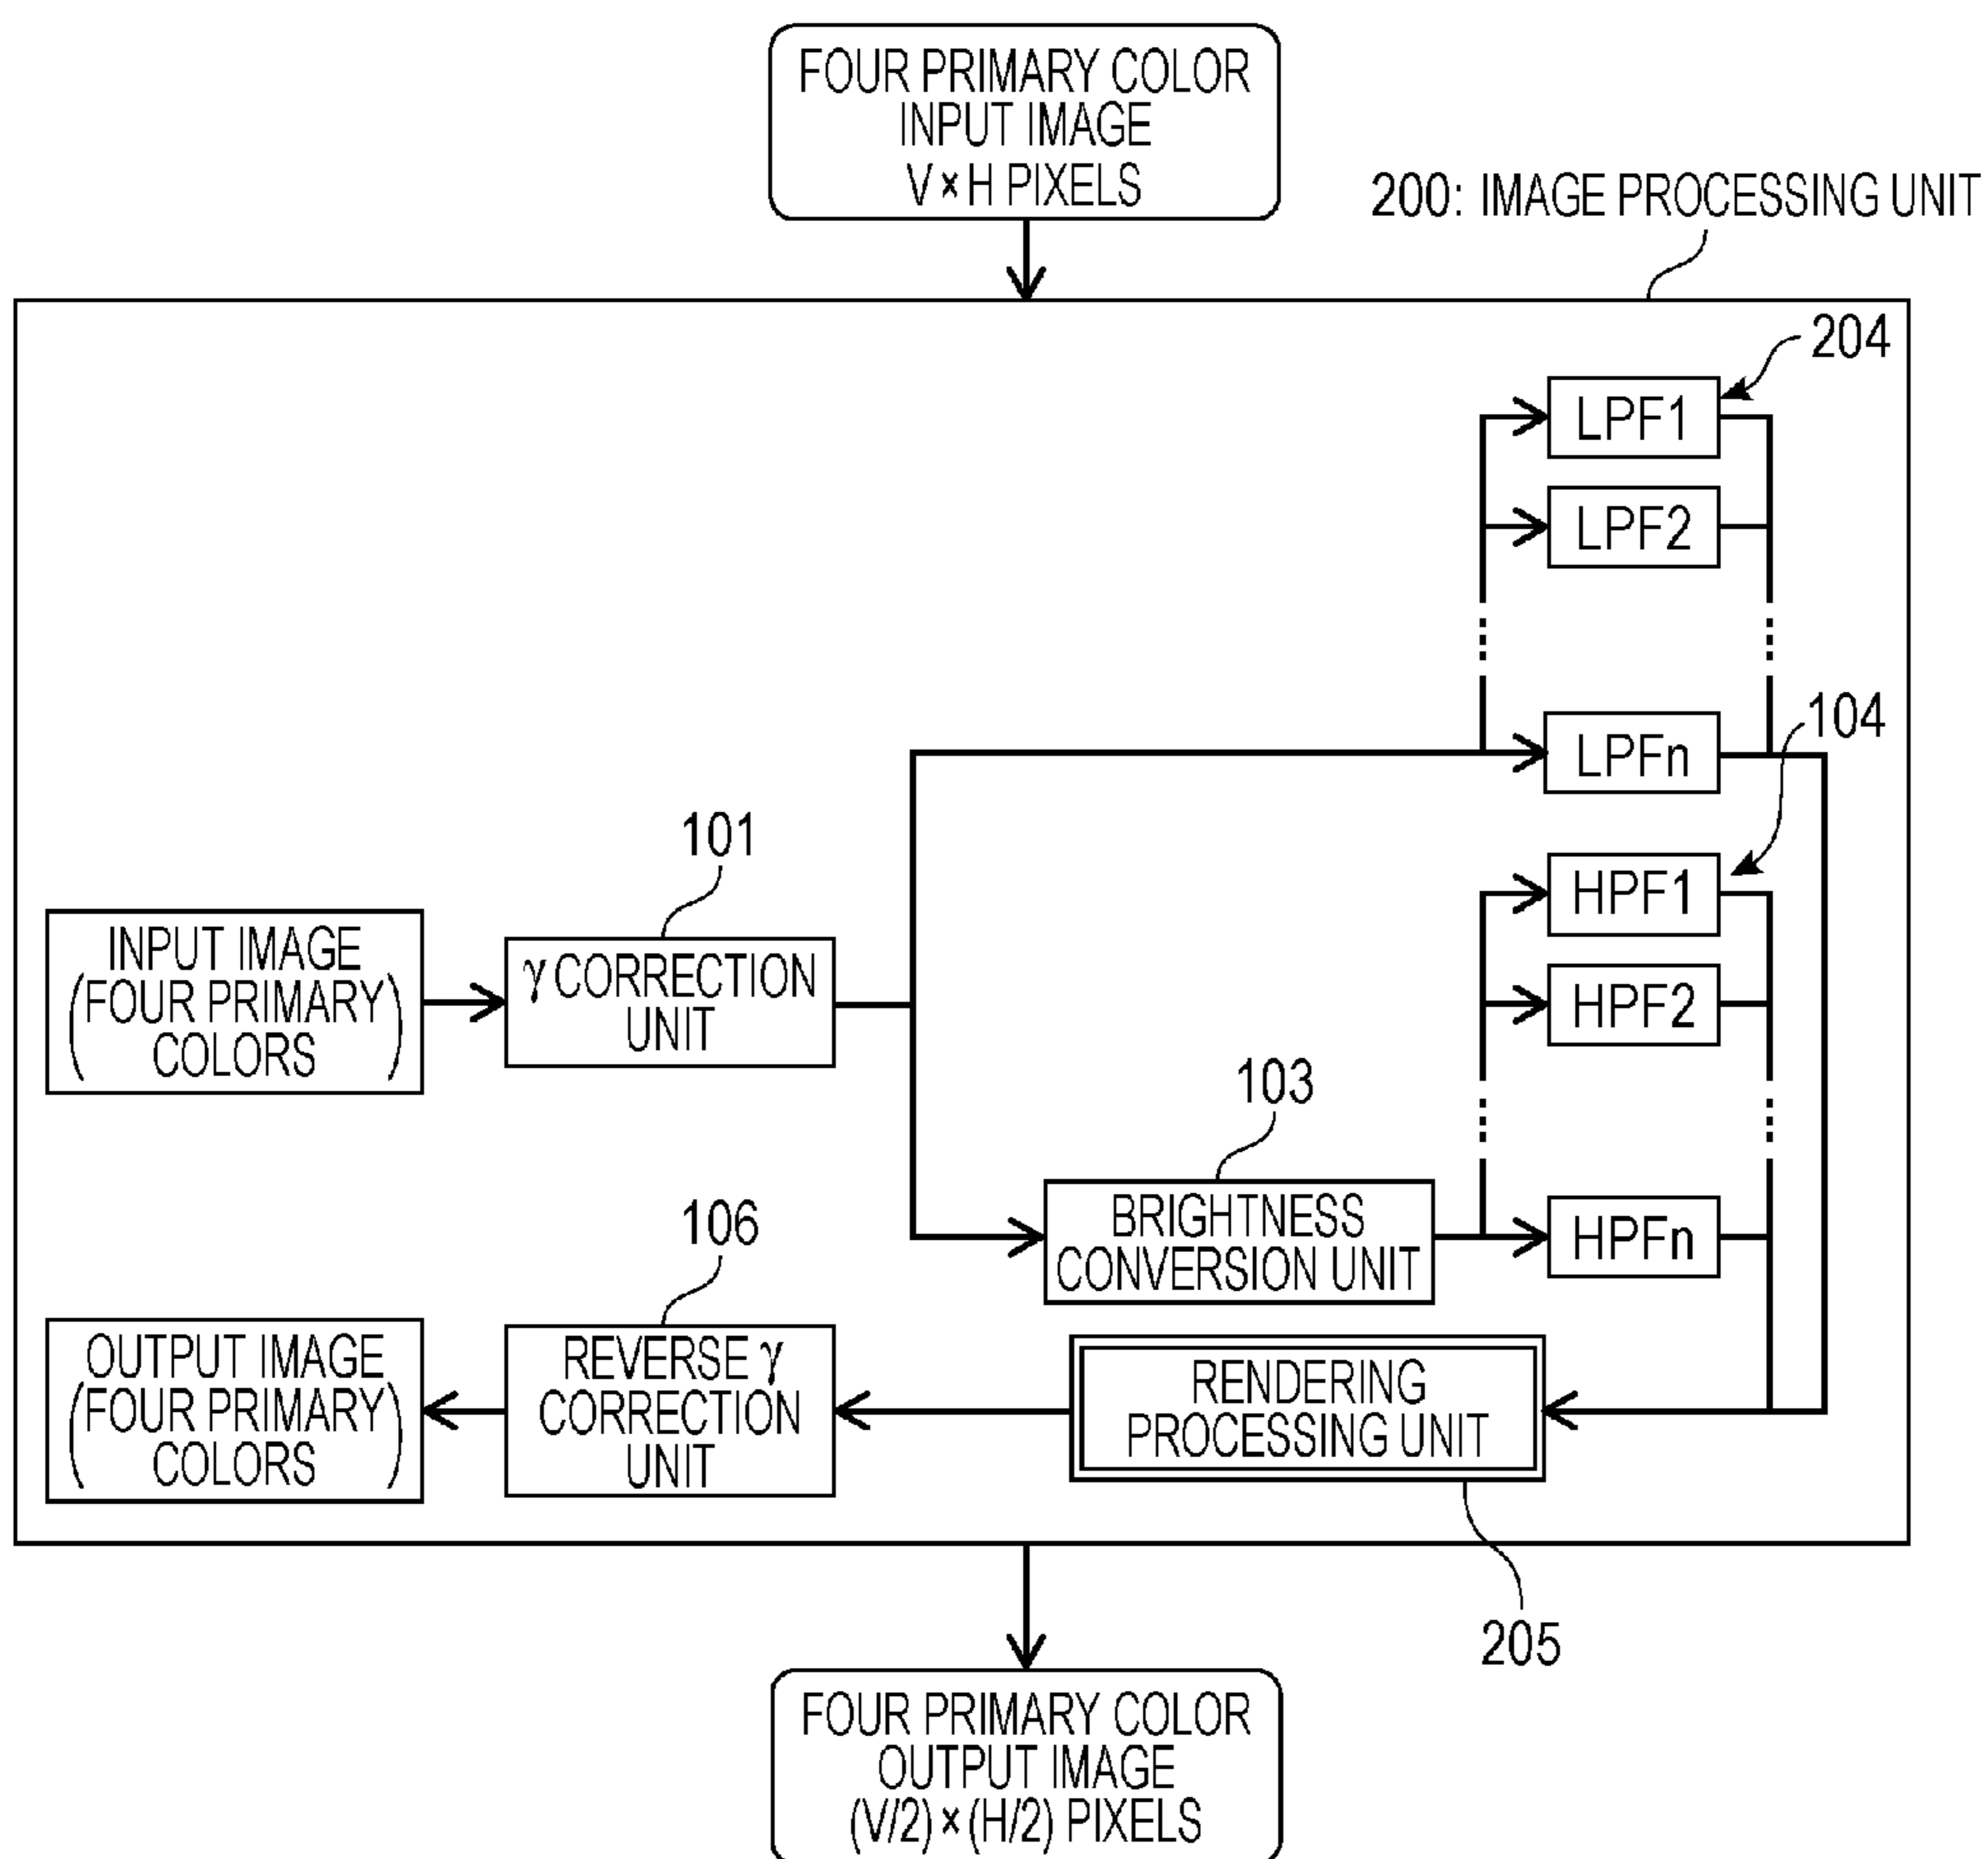 FOUR PRIMARY COLOR
INPUT IMAGE
V × H PIXELS
200: IMAGE PROCESSING UNIT
204
LPF1
LPF2
104
LPFn
101
HPF1
INPUT IMAGE
(FOUR PRIMARY
COLORS)
γ CORRECTION
UNIT
HPF2
103
106
BRIGHTNESS
CONVERSION UNIT
HPFn
OUTPUT IMAGE
(FOUR PRIMARY
COLORS)
REVERSE γ
CORRECTION
UNIT
RENDERING
PROCESSING UNIT
205
FOUR PRIMARY COLOR
OUTPUT IMAGE
(V/2) × (H/2) PIXELS